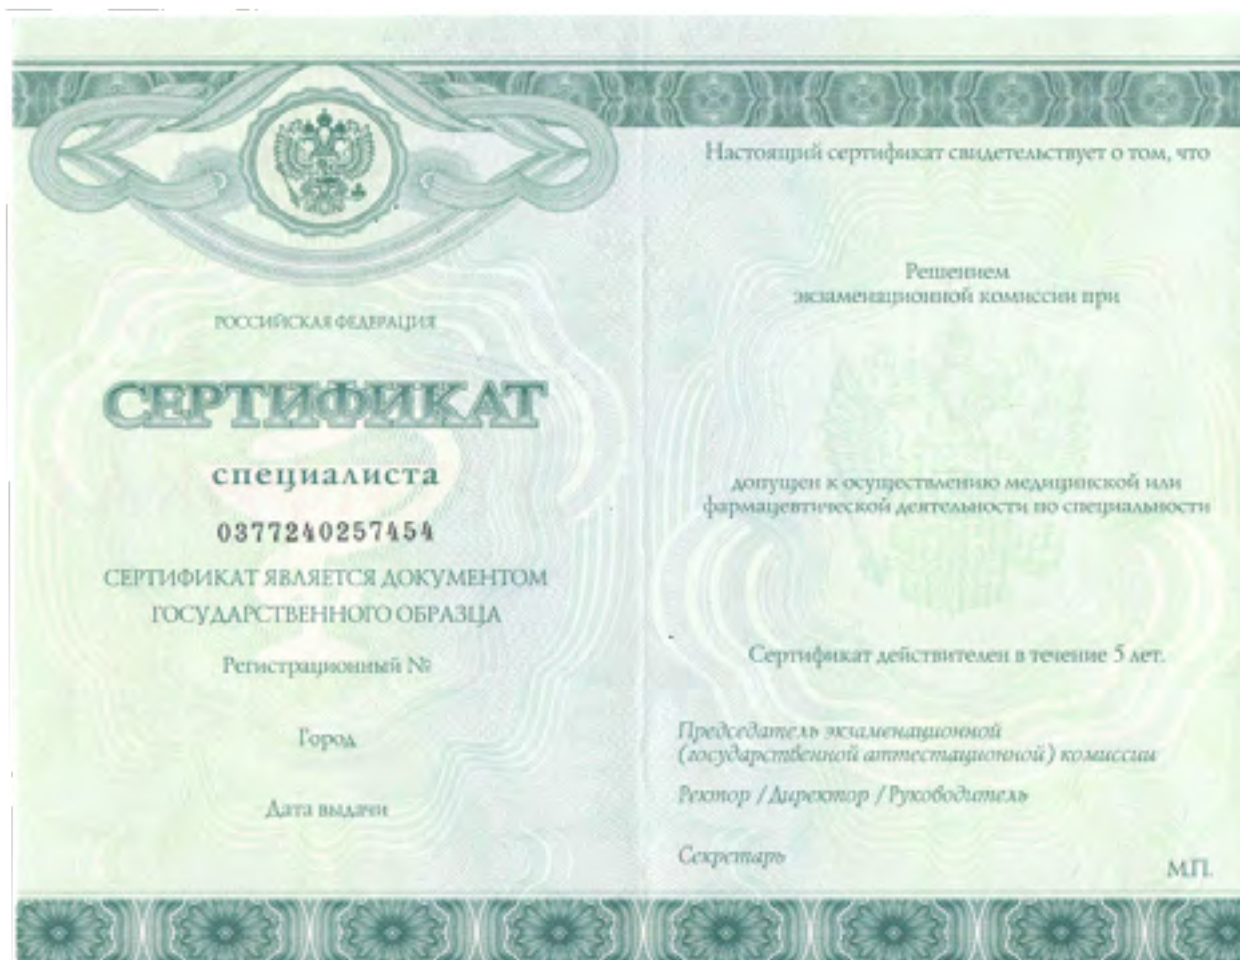 РОССИЙСКАЯ ФЕДЕРАЦИЯ
СЕРТИФИКАТ
специалиста
0377240257454
СЕРТИФИКАТ ЯВЛЯЕТСЯ ДОКУМЕНТОМ
ГОСУДАРСТВЕННОГО ОБРАЗЦА
Регистрационный №
Город
Дата выдачи
Настоящий сертификат свидетельствует о том, что
Решением
экзаменационной комиссии при
допущен к осуществлению медицинской или
фармацевтической деятельности по специальности
Сертификат действителен в течение 5 лет.
Председатель экзаменационной
(государственной аттестационной) комиссии
Ректор / Директор / Руководитель
Секретарь
М.П.